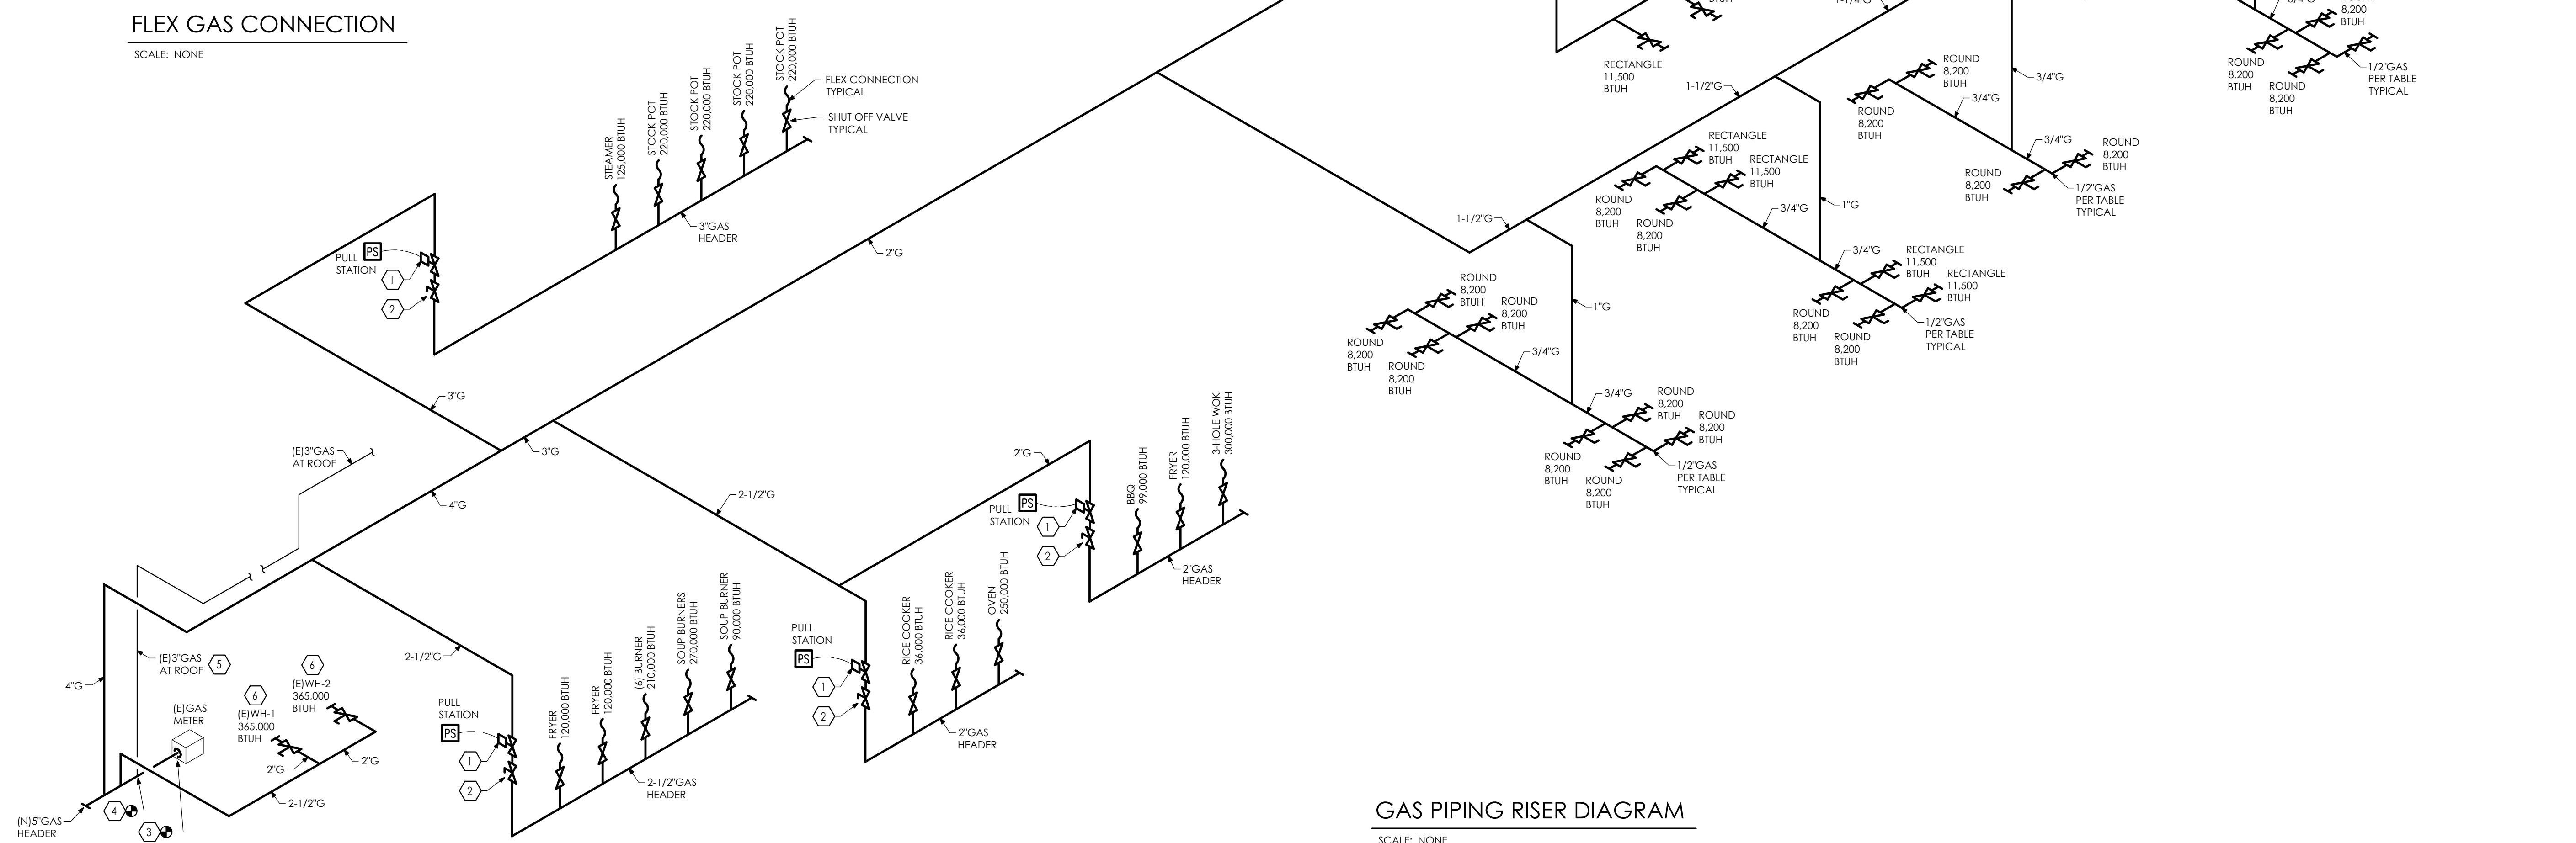 FLEX GAS CONNECTION
SCALE: NONE
STEAMER
125,000 BTUH
STOCK POT
220,000 BTUH
STOCK POT
220,000 BTUH
STOCK POT
220,000 BTUH
STOCK POT
220,000 BTUH
FLEX CONNECTION
TYPICAL
SHUT OFF VALVE
TYPICAL
3"GAS
HEADER
PS
PULL
STATION
1
2
2"G
3"G
3"G
4"G
(E)3"GAS
AT ROOF
2-1/2"G
2"G
PS
PULL
STATION
1
2
BBQ
99,000 BTUH
FRYER
120,000 BTUH
3-HOLE WOK
300,000 BTUH
2"GAS
HEADER
PULL
STATION
PS
1
2
RICE COOKER
36,000 BTUH
RICE COOKER
36,000 BTUH
OVEN
250,000 BTUH
2"GAS
HEADER
2-1/2"G
PULL
STATION
PS
1
2
FRYER
120,000 BTUH
FRYER
120,000 BTUH
(6) BURNER
210,000 BTUH
SOUP BURNERS
270,000 BTUH
SOUP BURNER
90,000 BTUH
2-1/2"GAS
HEADER
(E)3"GAS
AT ROOF
5
4"G
6
(E)WH-2
365,000
BTUH
6
(E)WH-1
365,000
BTUH
(E)GAS
METER
2"G
2"G
2-1/2"G
4
3
(N)5"GAS
HEADER
RECTANGLE
11,500
BTUH
1-1/2"G
RECTANGLE
11,500
BTUH
RECTANGLE
11,500
BTUH
ROUND
8,200
BTUH
ROUND
8,200
BTUH
3/4"G
1"G
3/4"G
RECTANGLE
11,500
BTUH
RECTANGLE
11,500
BTUH
ROUND
8,200
BTUH
ROUND
8,200
BTUH
1/2"GAS
PER TABLE
TYPICAL
1-1/2"G
1"G
ROUND
8,200
BTUH
ROUND
8,200
BTUH
ROUND
8,200
BTUH
ROUND
8,200
BTUH
3/4"G
3/4"G
ROUND
8,200
BTUH
ROUND
8,200
BTUH
ROUND
8,200
BTUH
ROUND
8,200
BTUH
1/2"GAS
PER TABLE
TYPICAL
ROUND
8,200
BTUH
ROUND
8,200
BTUH
3/4"G
3/4"G
3/4"G
ROUND
8,200
BTUH
ROUND
8,200
BTUH
1/2"GAS
PER TABLE
TYPICAL
8,200
BTUH
ROUND
8,200
BTUH
ROUND
8,200
BTUH
1/2"GAS
PER TABLE
TYPICAL
GAS PIPING RISER DIAGRAM
SCALE: NONE